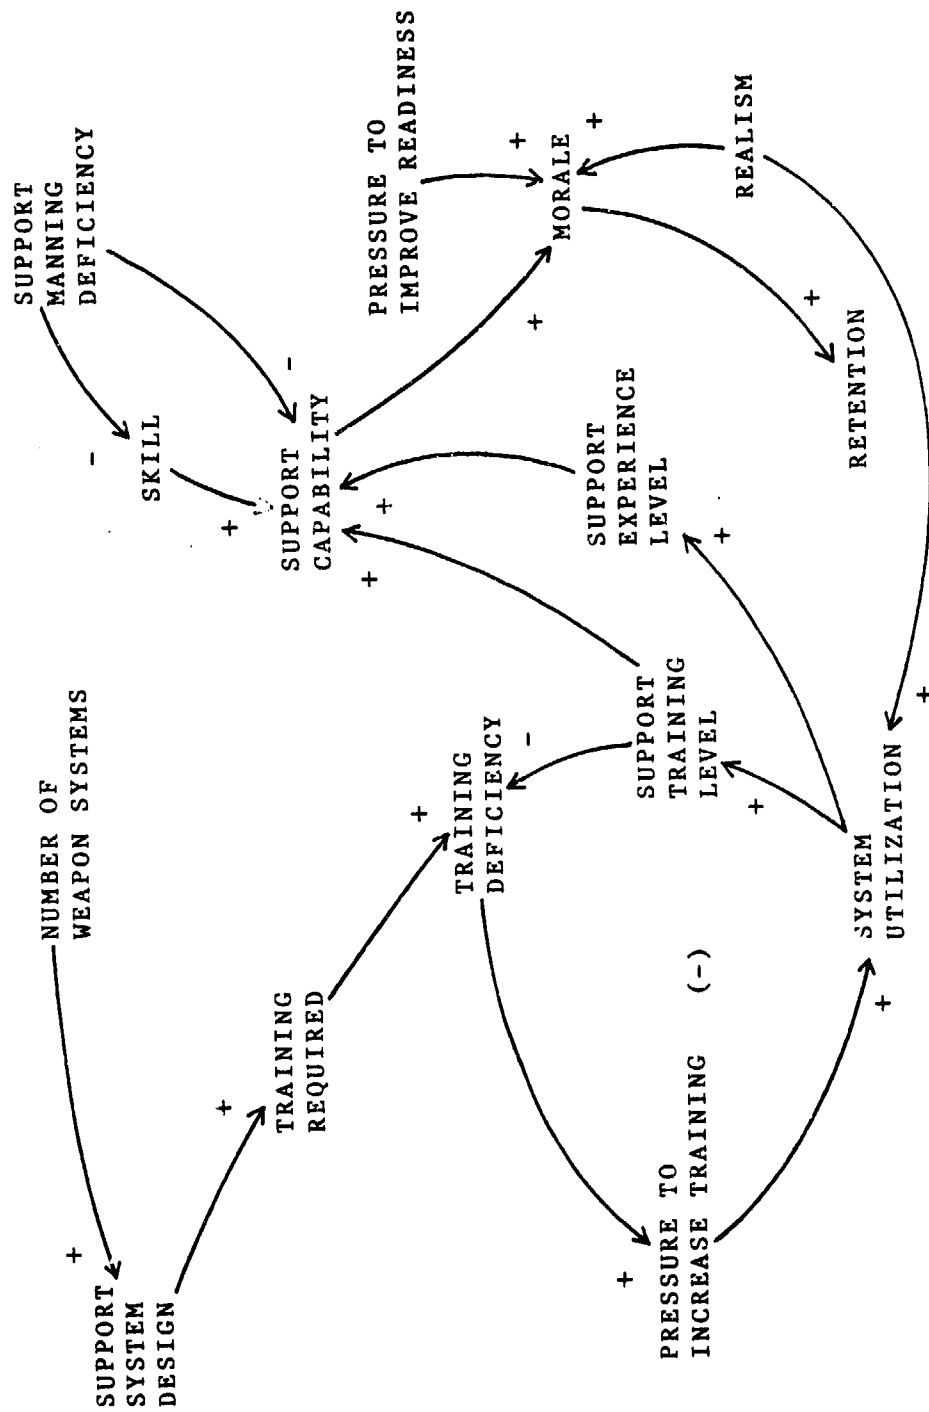 SUPPORT
MANNING
DEFICIENCY
NUMBER OF
WEAPON SYSTEMS
+
SUPPORT
SYSTEM
DESIGN
-
SKILL
+
+
TRAINING
REQUIRED
-
SUPPORT
CAPABILITY
+
+
PRESSURE TO
IMPROVE READINESS
+
+
TRAINING
DEFICIENCY
-
+
MORALE
+
SUPPORT
EXPERIENCE
LEVEL
+
SUPPORT
TRAINING
LEVEL
+
+
PRESSURE TO
INCREASE TRAINING
(-)
REALISM
+
RETENTION
SYSTEM
UTILIZATION
+
+